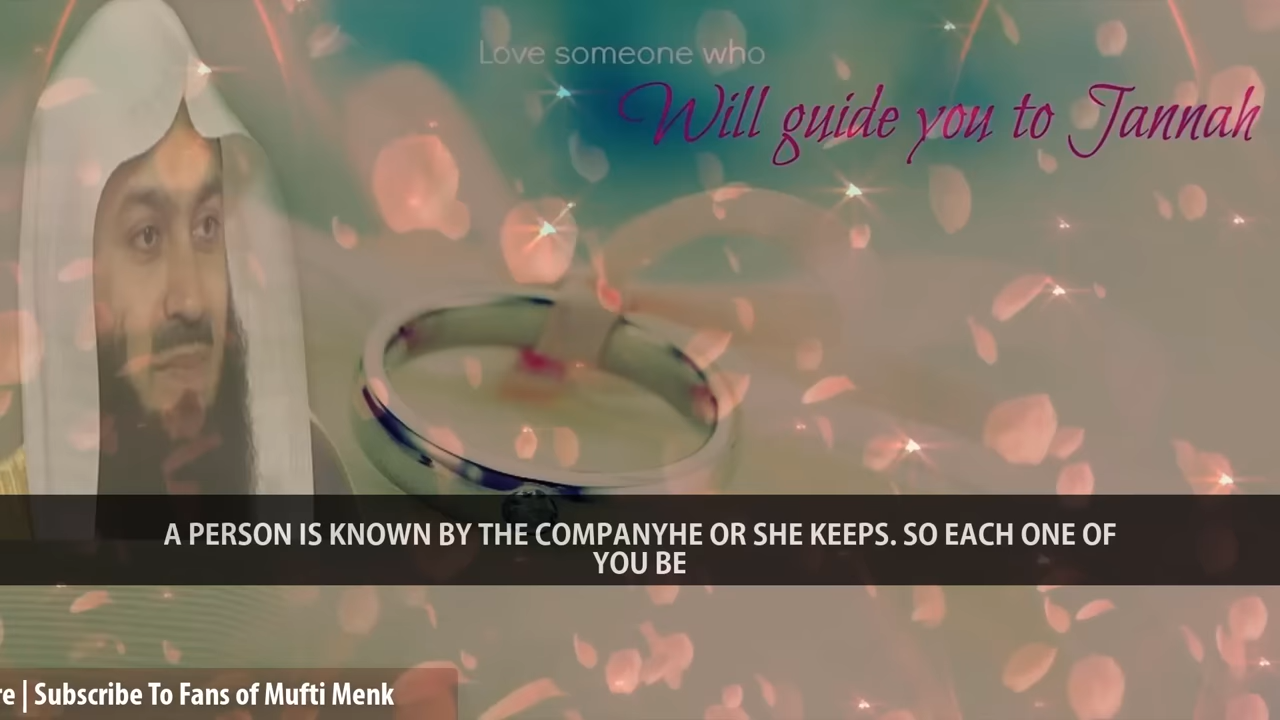 Love someone who
Will guide you to Jannah
A PERSON IS KNOWN BY THE COMPANYHE OR SHE KEEPS. SO EACH ONE OF
YOU BE
re | Subscribe To Fans of Mufti Menk